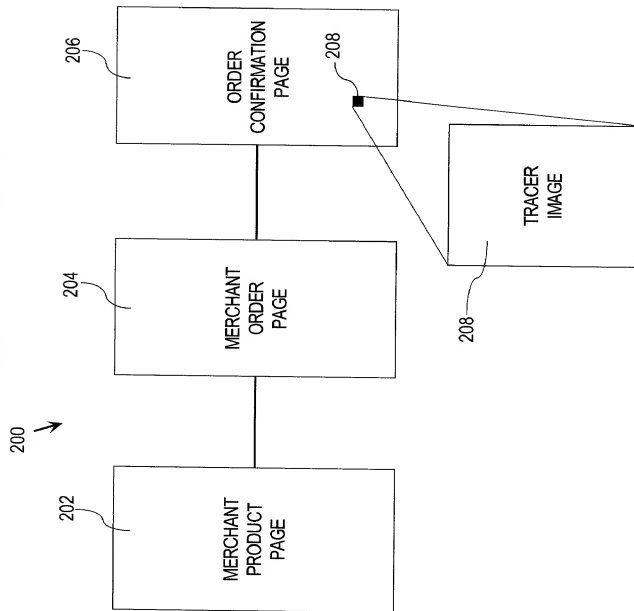 200
202
MERCHANT
PRODUCT
PAGE
204
MERCHANT
ORDER
PAGE
206
ORDER
CONFIRMATION
PAGE
208
208
TRACER
IMAGE